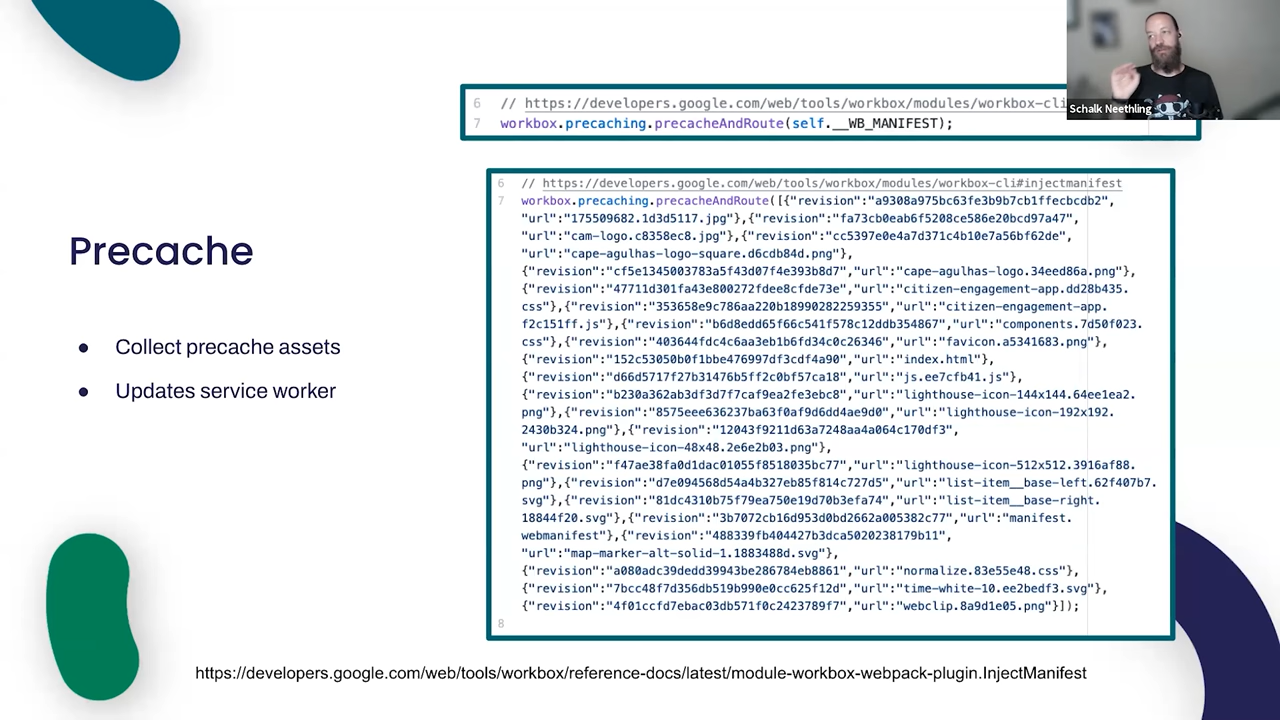 6 // https://developers.google.com/web/tools/workbox/modules/workbox-cli
7 workbox.precaching.precacheAndRoute(self.__WB_MANIFEST);
Schalk Neethling
Precache
● Collect precache assets
● Updates service worker
6 // https://developers.google.com/web/tools/workbox/modules/workbox-cli#injectmanifest
7 workbox.precaching.precacheAndRoute([{"revision":"a9308a975bc63fe3b9b7cb1ffecbcdb2",
"url":"175509682.1d3d5117.jpg"},{"revision":"fa73cb0eab6f5208ce586e20bcd97a47",
"url":"cam-logo.c8358ec8.jpg"},{"revision":"cc5397e0e4a7d371c4b10e7a56bf62de",
"url":"cape-agulhas-logo-square.d6cdb84d.png"},
{"revision":"cf5e1345003783a5f43d07f4e393b8d7","url":"cape-agulhas-logo.34eed86a.png"},
{"revision":"47711d301fa43e800272fdee8cfde73e","url":"citizen-engagement-app.dd28b435.
css"},{"revision":"353658e9c786aa220b18990282259355","url":"citizen-engagement-app.
f2c151ff.js"},{"revision":"b6d8edd65f66c541f578c12ddb354867","url":"components.7d50f023.
css"},{"revision":"403644fdc4c6aa3eb1b6fd34c0c26346","url":"favicon.a5341683.png"},
{"revision":"152c53050b0f1bbe476997df3cdf4a90","url":"index.html"},
{"revision":"d66d5717f27b31476b5ff2c0bf57ca18","url":"js.ee7cfb41.js"},
{"revision":"b230a362ab3df3d7f7caf9ea2fe3ebc8","url":"lighthouse-icon-144x144.64ee1ea2.
png"},{"revision":"8575eee636237ba63f0af9d6dd4ae9d0","url":"lighthouse-icon-192x192.
2430b324.png"},{"revision":"12043f9211d63a7248aa4a064c170df3",
"url":"lighthouse-icon-48x48.2e6e2b03.png"},
{"revision":"f47ae38fa0d1dac01055f8518035bc77","url":"lighthouse-icon-512x512.3916af88.
png"},{"revision":"d7e094568d54a4b327eb85f814c727d5","url":"list-item__base-left.62f407b7.
svg"},{"revision":"81dc4310b75f79ea750e19d70b3efa74","url":"list-item__base-right.
18844f20.svg"},{"revision":"3b7072cb16d953d0bd2662a005382c77","url":"manifest.
webmanifest"},{"revision":"488339fb404427b3dca5020238179b11",
"url":"map-marker-alt-solid-1.1883488d.svg"},
{"revision":"a080adc39dedd39943be286784eb8861","url":"normalize.83e55e48.css"},
{"revision":"7bcc48f7d356db519b990e0cc625f12d","url":"time-white-10.ee2bedf3.svg"},
{"revision":"4f01ccfd7ebac03db571f0c2423789f7","url":"webclip.8a9d1e05.png"}]);
8
https://developers.google.com/web/tools/workbox/reference-docs/latest/module-workbox-webpack-plugin.InjectManifest